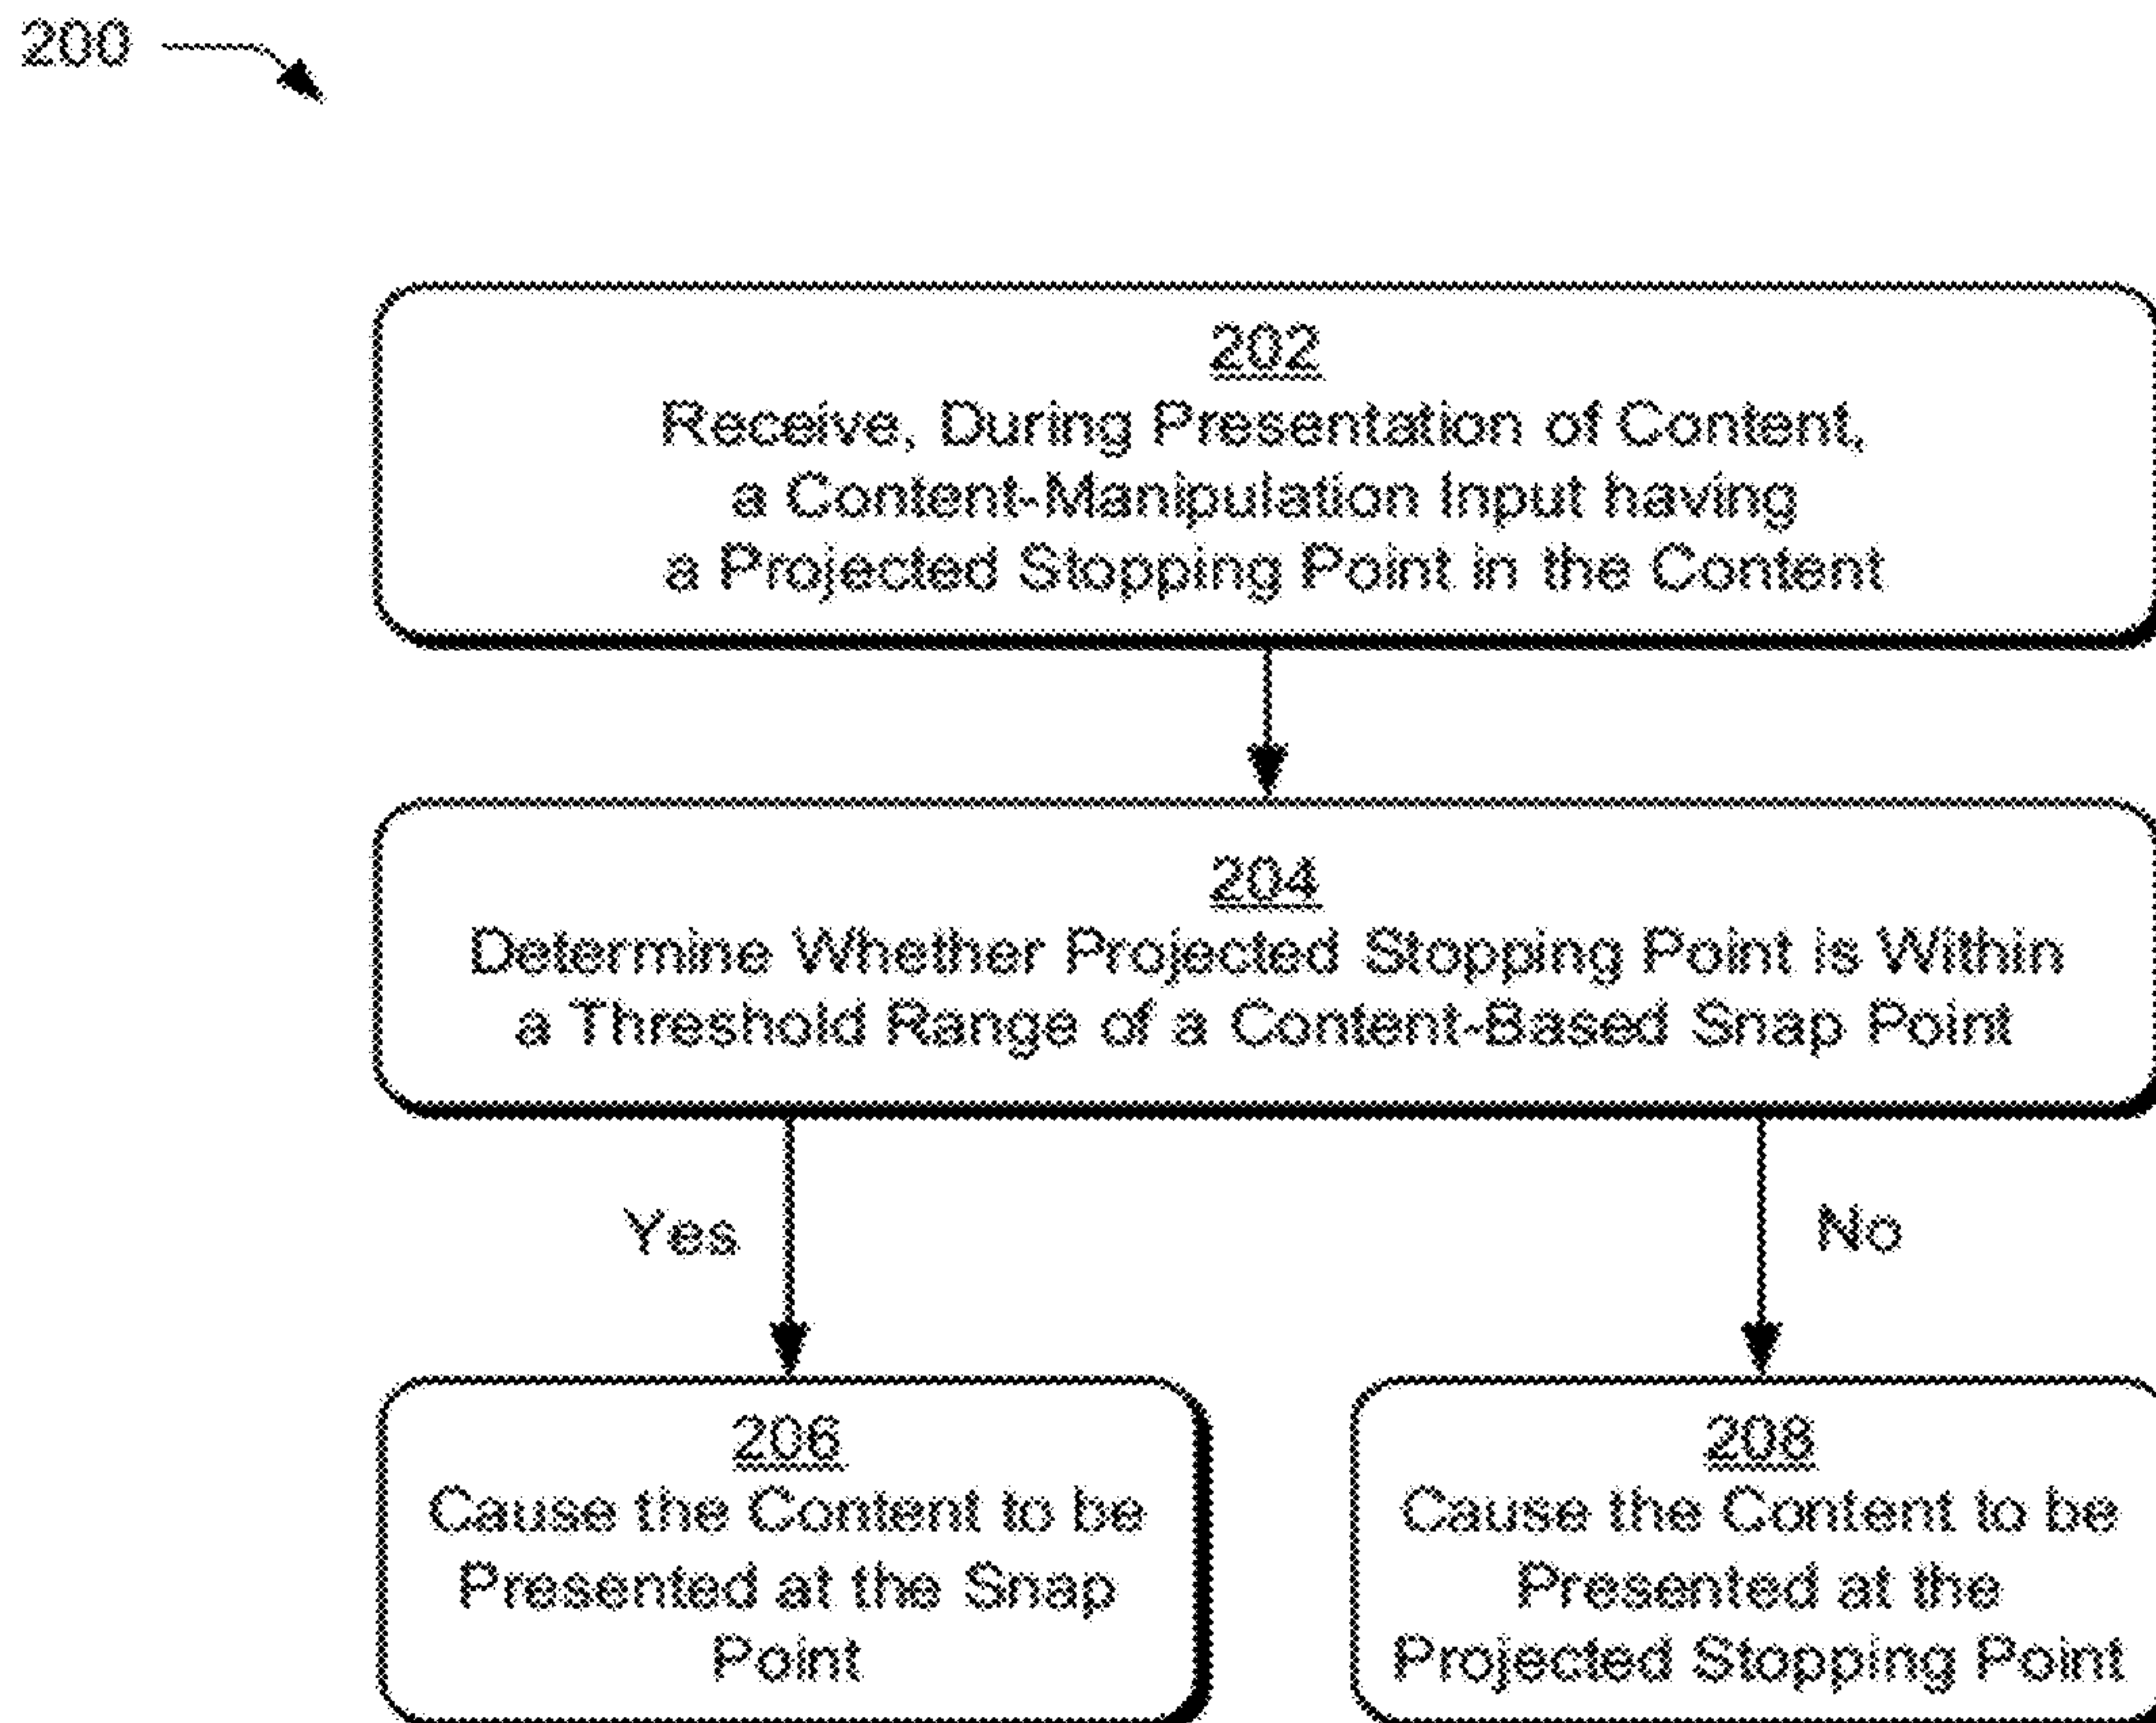 200
202
Receive, During Presentation of Content,
a Content-Manipulation Input having
a Projected Stopping Point in the Content
204
Determine Whether Projected Stopping Point is Within
a Threshold Range of a Content-Based Snap Point
Yes
No
206
Cause the Content to be
Presented at the Snap
Point
208
Cause the Content to be
Presented at the
Projected Stopping Point